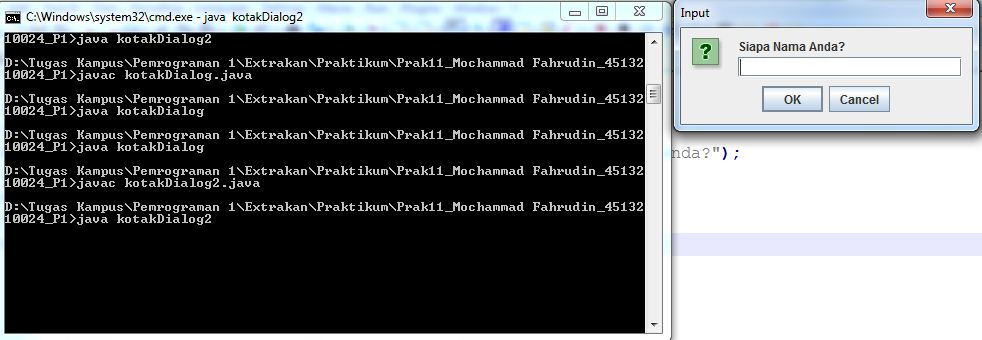 C:\Windows\system32\cmd.exe - java  kotakDialog2
10024_P1>java kotakDialog2
D:\Tugas Kampus\Pemrograman 1\Extrakan\Praktikum\Prak11_Mochammad Fahrudin_45132
10024_P1>javac kotakDialog.java
D:\Tugas Kampus\Pemrograman 1\Extrakan\Praktikum\Prak11_Mochammad Fahrudin_45132
10024_P1>java kotakDialog
D:\Tugas Kampus\Pemrograman 1\Extrakan\Praktikum\Prak11_Mochammad Fahrudin_45132
10024_P1>java kotakDialog
D:\Tugas Kampus\Pemrograman 1\Extrakan\Praktikum\Prak11_Mochammad Fahrudin_45132
10024_P1>javac kotakDialog2.java
D:\Tugas Kampus\Pemrograman 1\Extrakan\Praktikum\Prak11_Mochammad Fahrudin_45132
10024_P1>java kotakDialog2
Input
Siapa Nama Anda?
OK Cancel
nda?");